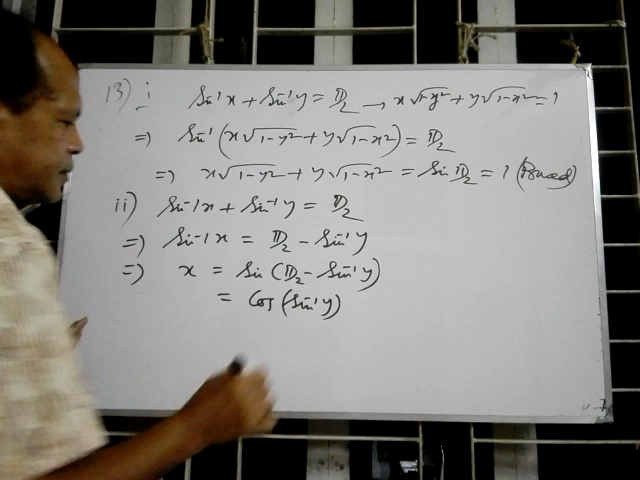 13) i sin⁻¹x + sin⁻¹y = π/2 → x√1-y² + y√1-x² = 1
=> sin⁻¹(x√1-y² + y√1-x²) = π/2
=> x√1-y² + y√1-x² = sin π/2 = 1 (Proved)
ii) sin⁻¹x + sin⁻¹y = π/2
=> sin⁻¹x = π/2 - sin⁻¹y
=> x = sin(π/2 - sin⁻¹y)
= cos(sin⁻¹y)